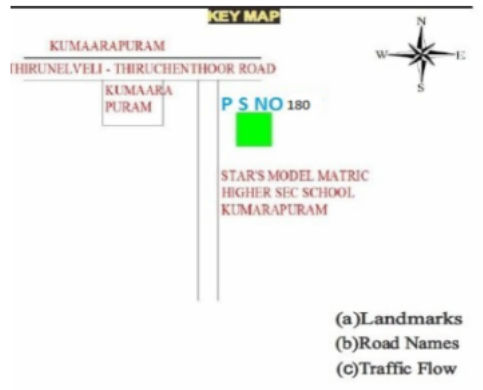 KEY MAP
N
W E
S
KUMAARAPURAM
THIRUNELVELI - THIRUCHENTHOOR ROAD
KUMAARA
PURAM
P S NO 180
STAR'S MODEL MATRIC
HIGHER SEC SCHOOL
KUMARAPURAM
(a)Landmarks
(b)Road Names
(c)Traffic Flow